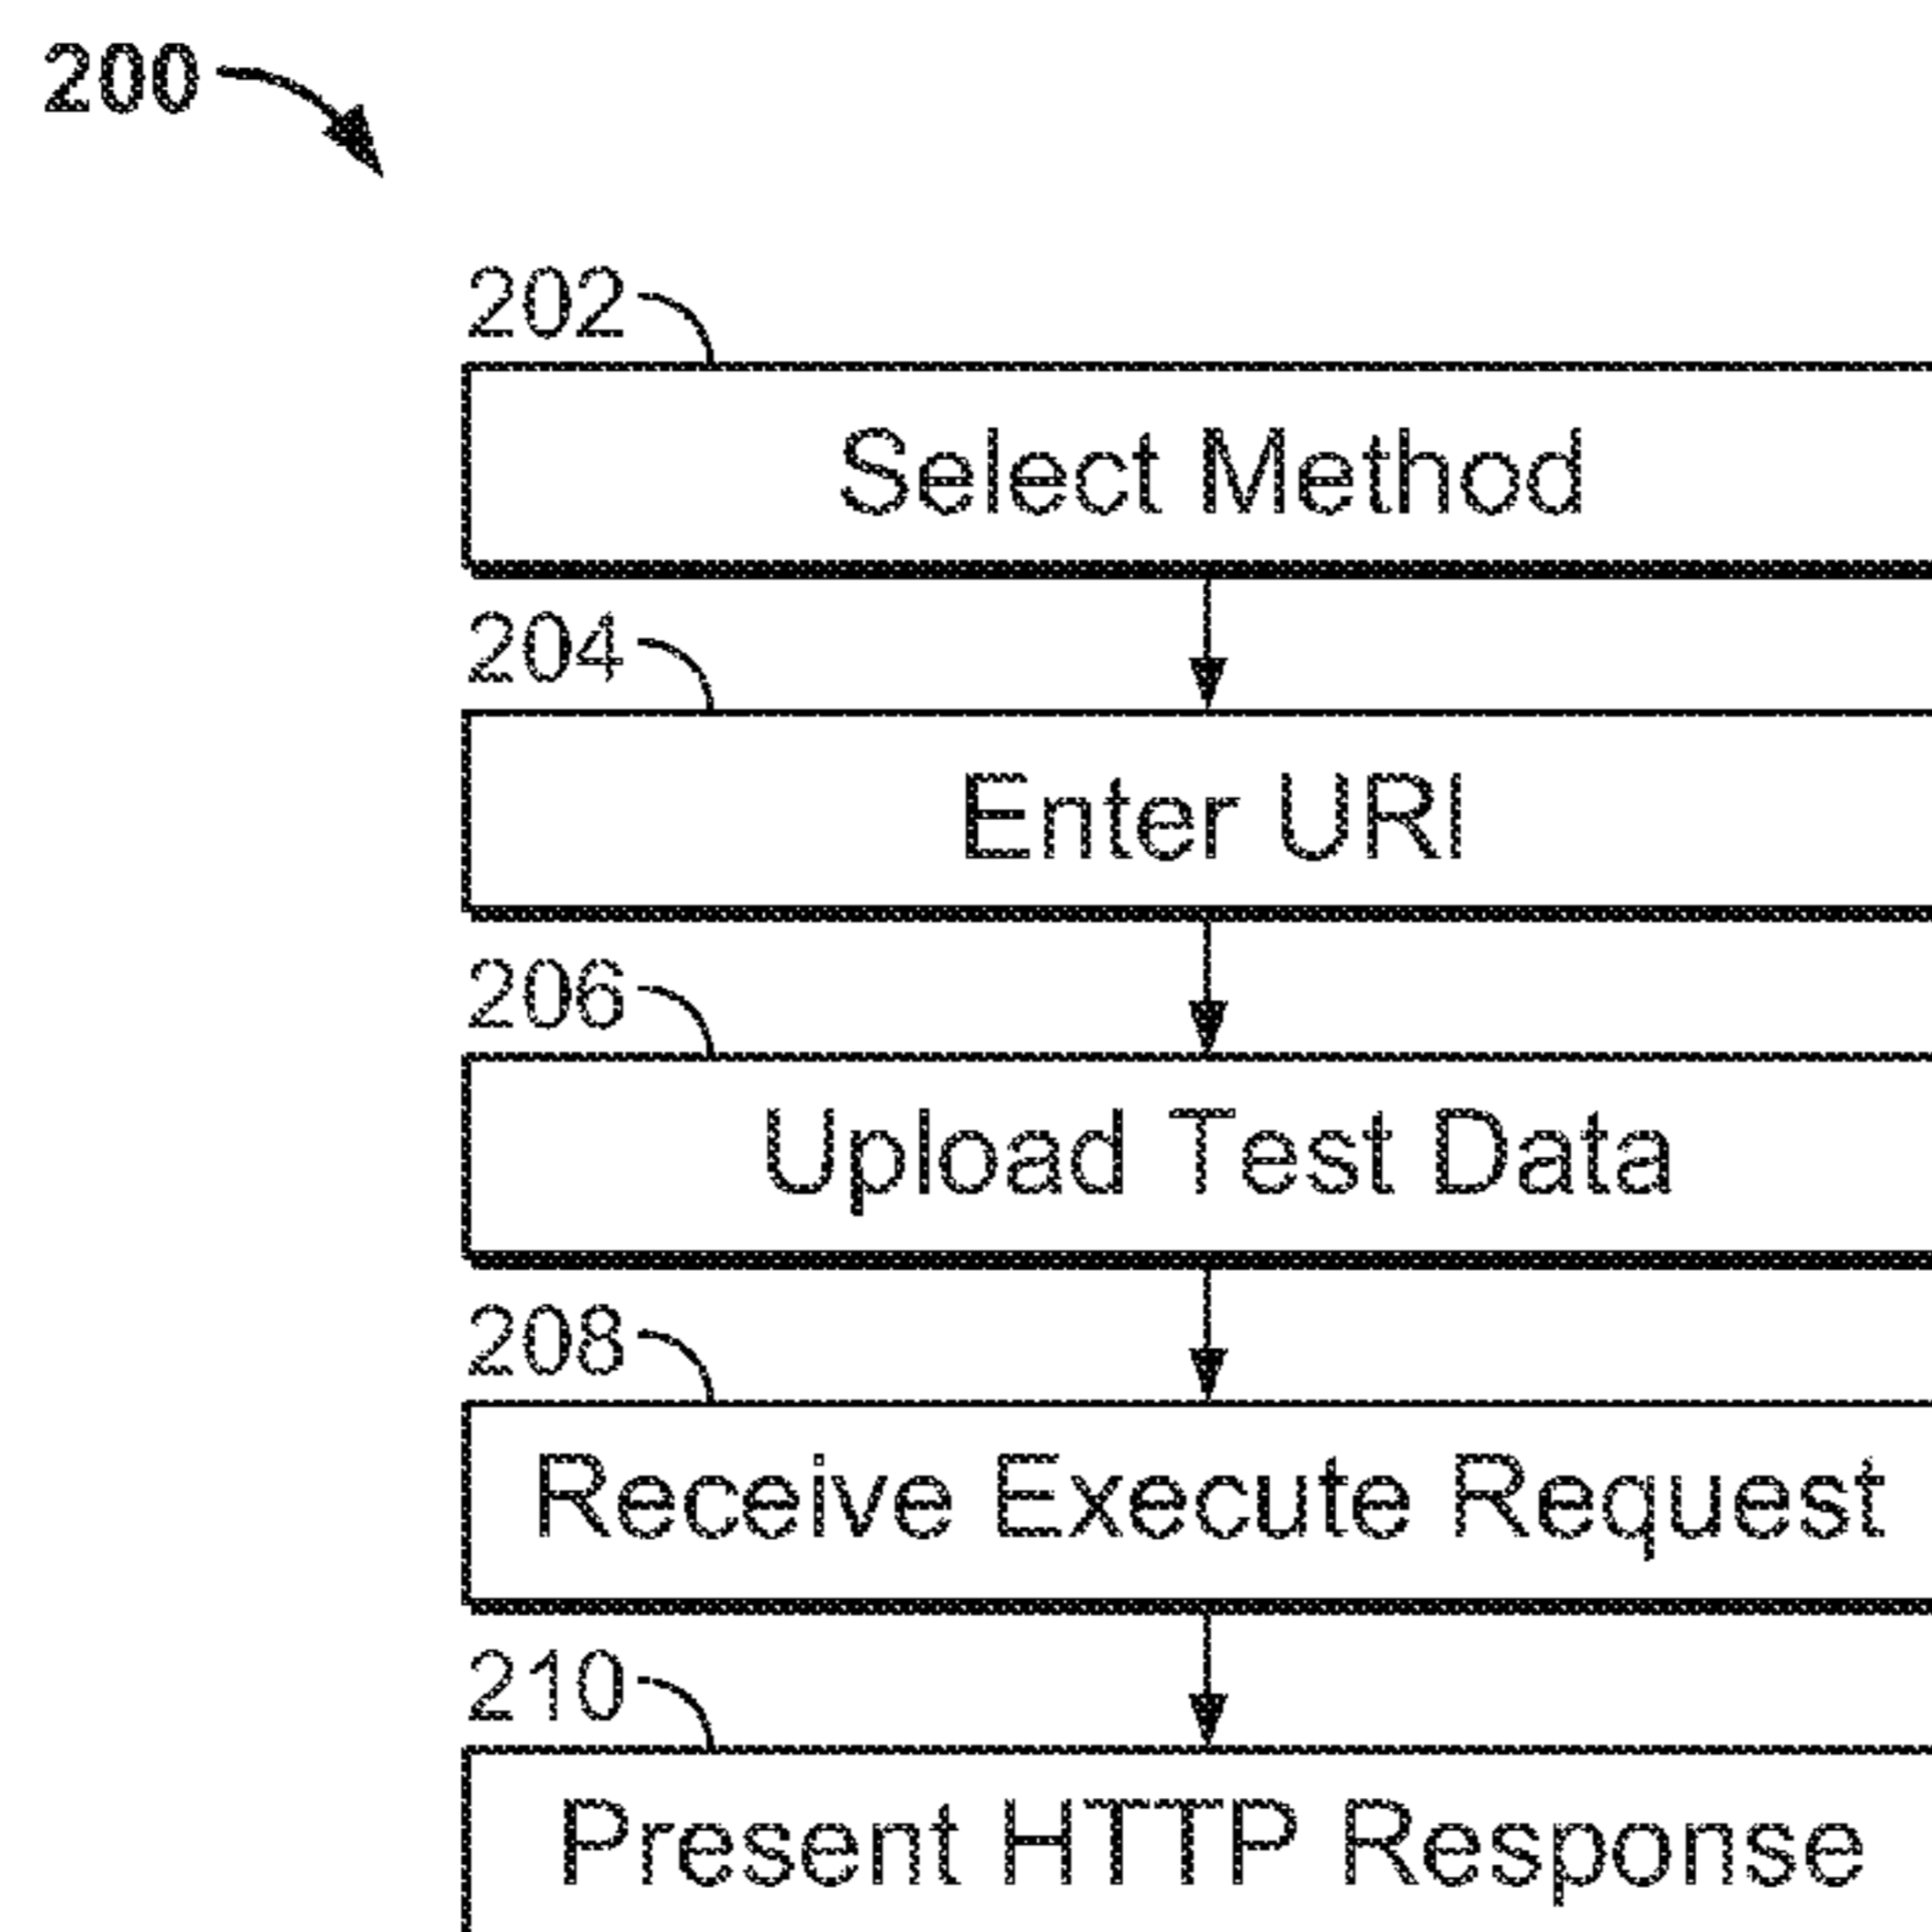 200
202
Select Method
204
Enter URI
206
Upload Test Data
208
Receive Execute Request
210
Present HTTP Response